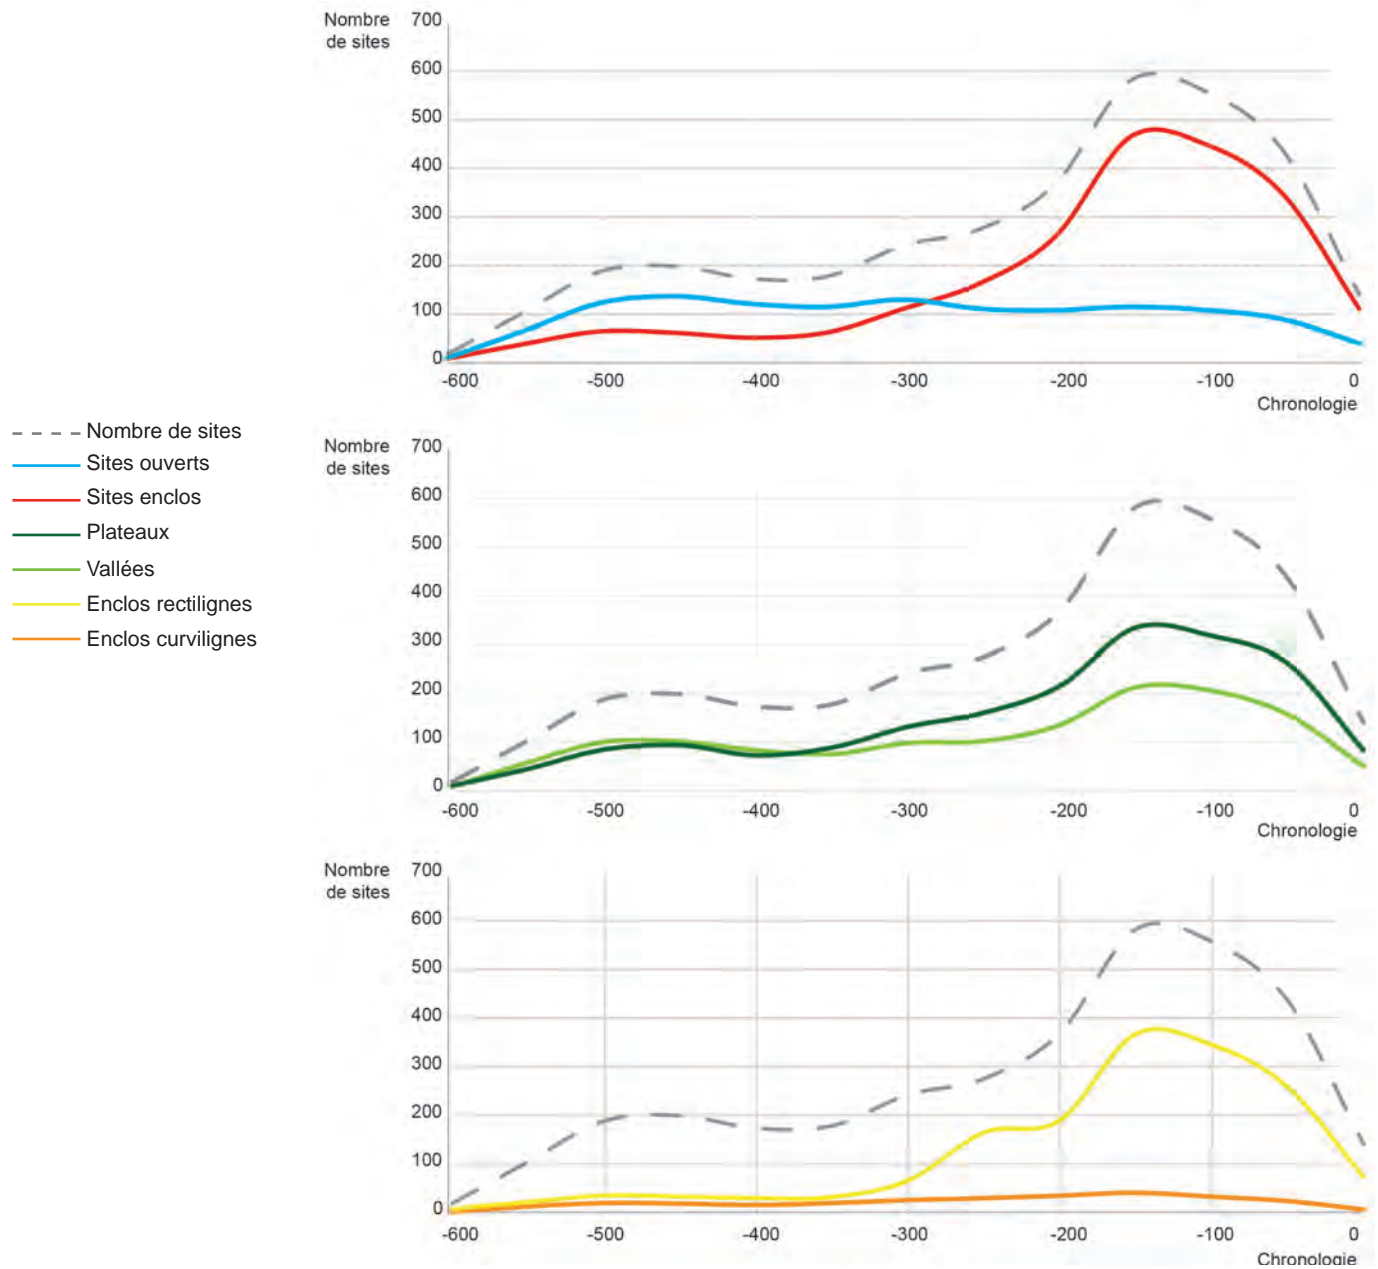 Nombre
de sites
700
600
500
400
300
200
100
0
-600 -500 -400 -300 -200 -100 0
Chronologie
Nombre de sites
Sites ouverts
Sites enclos
Plateaux
Vallées
Enclos rectilignes
Enclos curvilignes
Nombre
de sites
700
600
500
400
300
200
100
0
-600 -500 -400 -300 -200 -100 0
Chronologie
Nombre
de sites
700
600
500
400
300
200
100
0
-600 -500 -400 -300 -200 -100 0
Chronologie